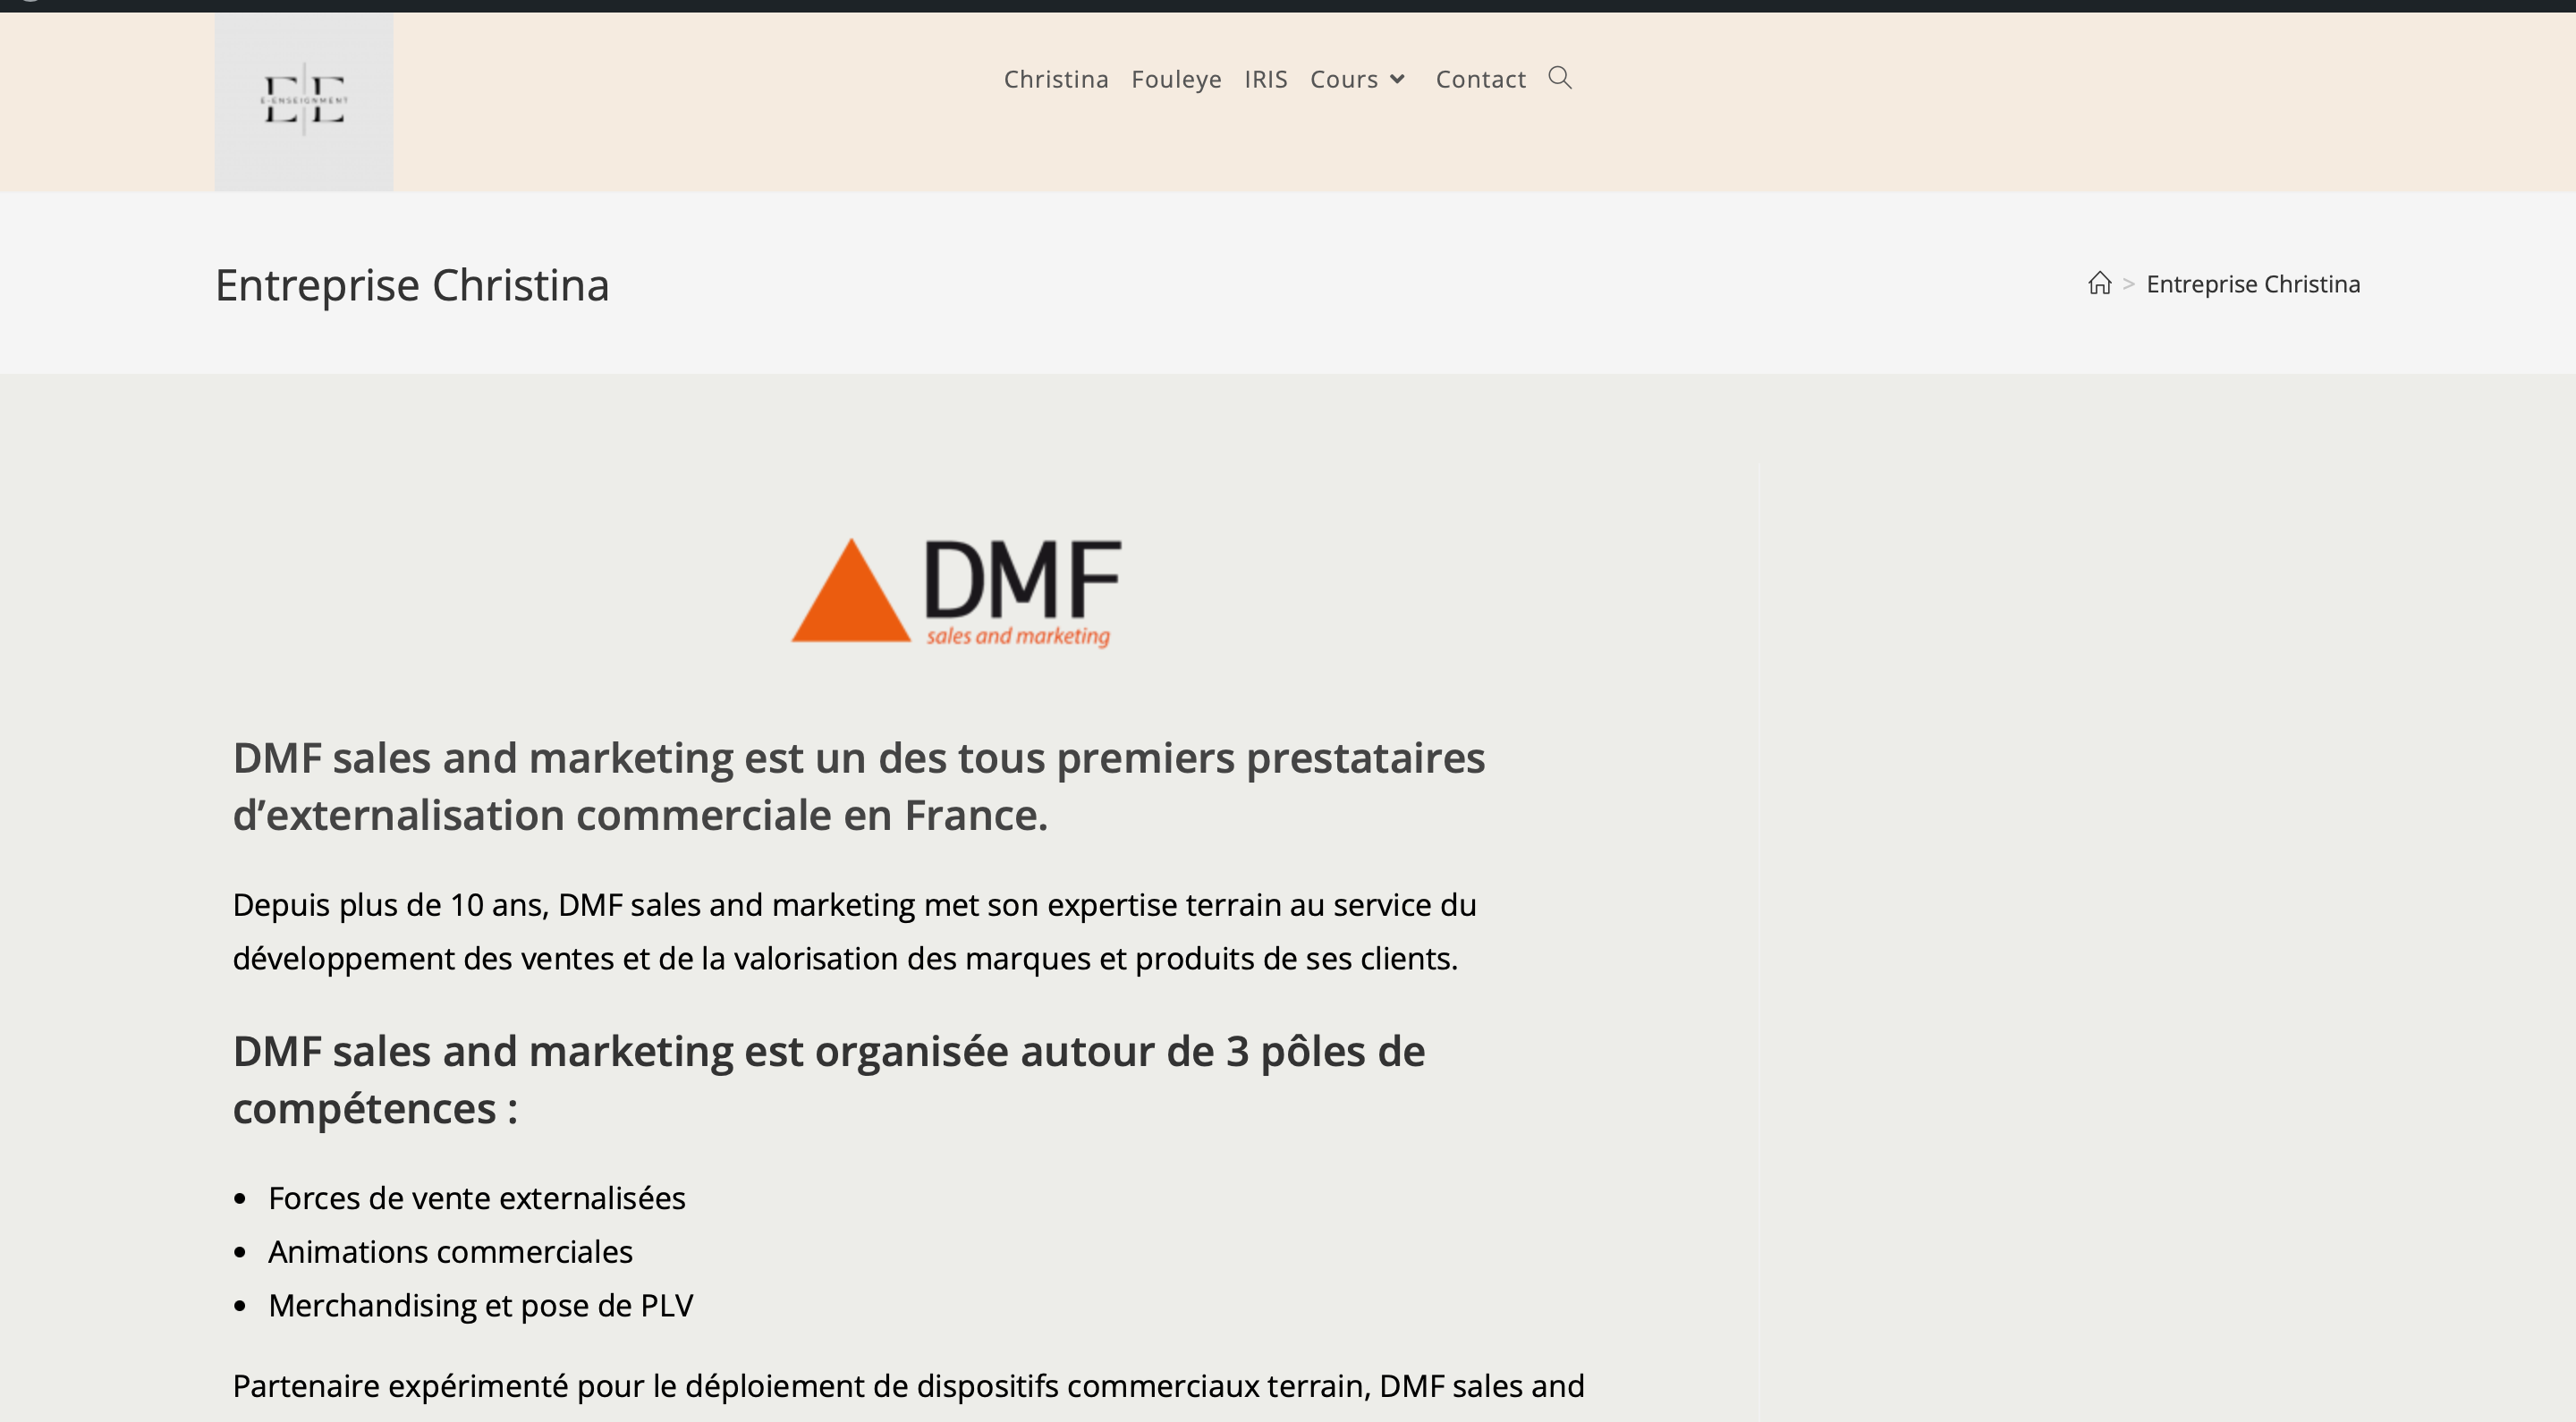 E-ENSEIGNMENT
Christina Fouleye IRIS Cours Contact
Entreprise Christina
> Entreprise Christina
DMF
sales and marketing
DMF sales and marketing est un des tous premiers prestataires
d’externalisation commerciale en France.
Depuis plus de 10 ans, DMF sales and marketing met son expertise terrain au service du
développement des ventes et de la valorisation des marques et produits de ses clients.
DMF sales and marketing est organisée autour de 3 pôles de
compétences :
• Forces de vente externalisées
• Animations commerciales
• Merchandising et pose de PLV
Partenaire expérimenté pour le déploiement de dispositifs commerciaux terrain, DMF sales and